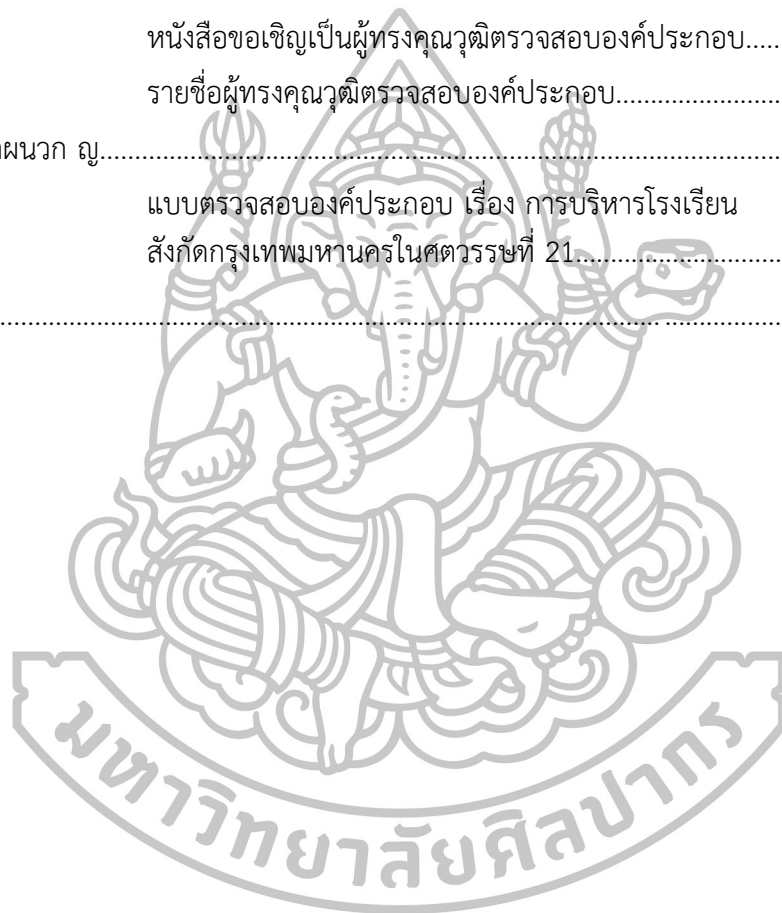 หนังสือขอเชิญเป็นผู้ทรงคุณวุฒิตรวจสอบองค์ประกอบ.....
รายชื่อผู้ทรงคุณวุฒิตรวจสอบองค์ประกอบ........................
ผนวก ญ....................................................................................................
แบบตรวจสอบองค์ประกอบ เรื่อง การบริหารโรงเรียน
สังกัดกรุงเทพมหานครในศตวรรษที่ 21..............................
....................................................................................................................
มหาวิทยาลัยศิลปากร